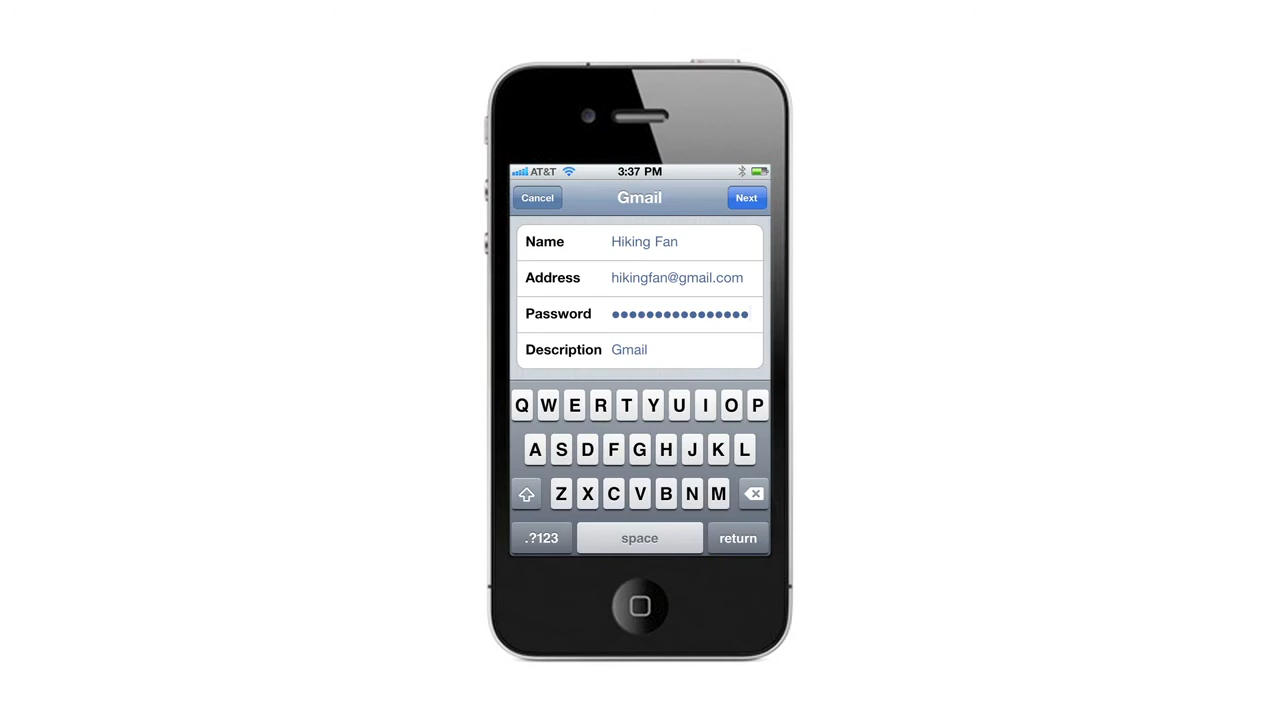 AT&T 3:37 PM
Cancel Gmail Next
Name Hiking Fan
Address hikingfan@gmail.com
Password ••••••••••••••••
Description Gmail
Q W E R T Y U I O P
A S D F G H J K L
Z X C V B N M
.?123 space return